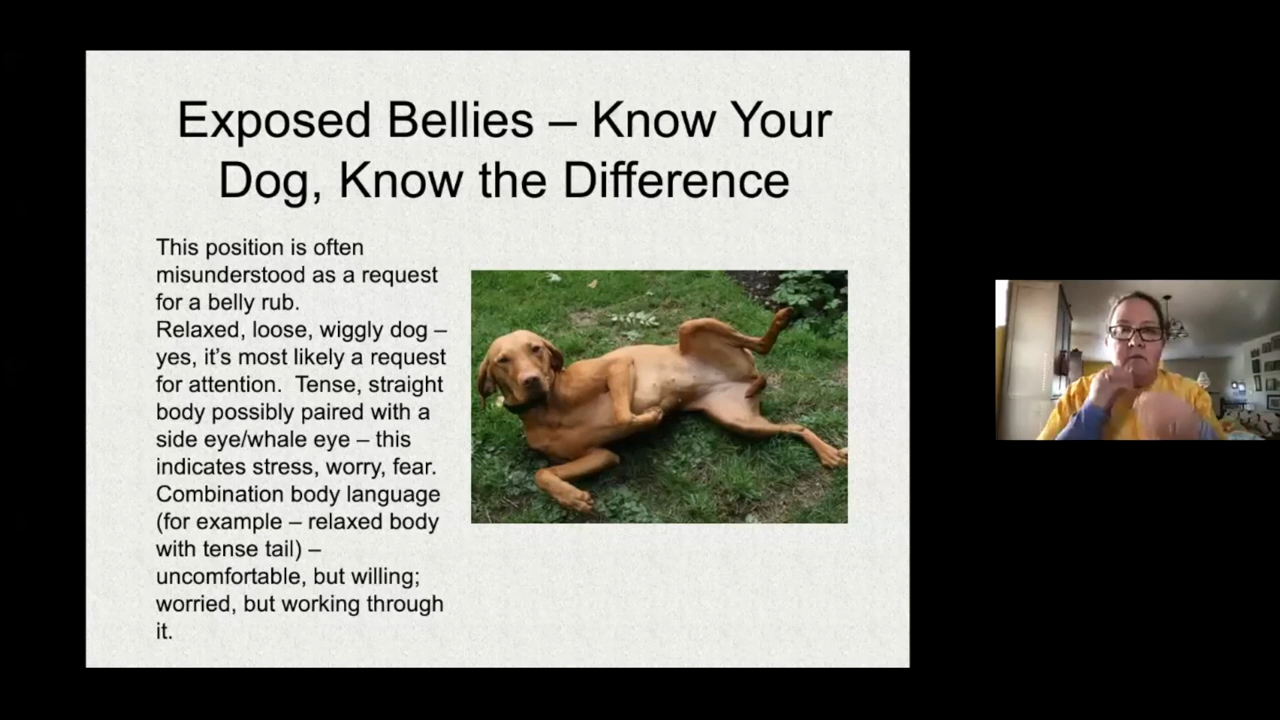 Exposed Bellies – Know Your
Dog, Know the Difference
This position is often
misunderstood as a request
for a belly rub.
Relaxed, loose, wiggly dog –
yes, it's most likely a request
for attention.  Tense, straight
body possibly paired with a
side eye/whale eye – this
indicates stress, worry, fear.
Combination body language
(for example – relaxed body
with tense tail) –
uncomfortable, but willing;
worried, but working through
it.